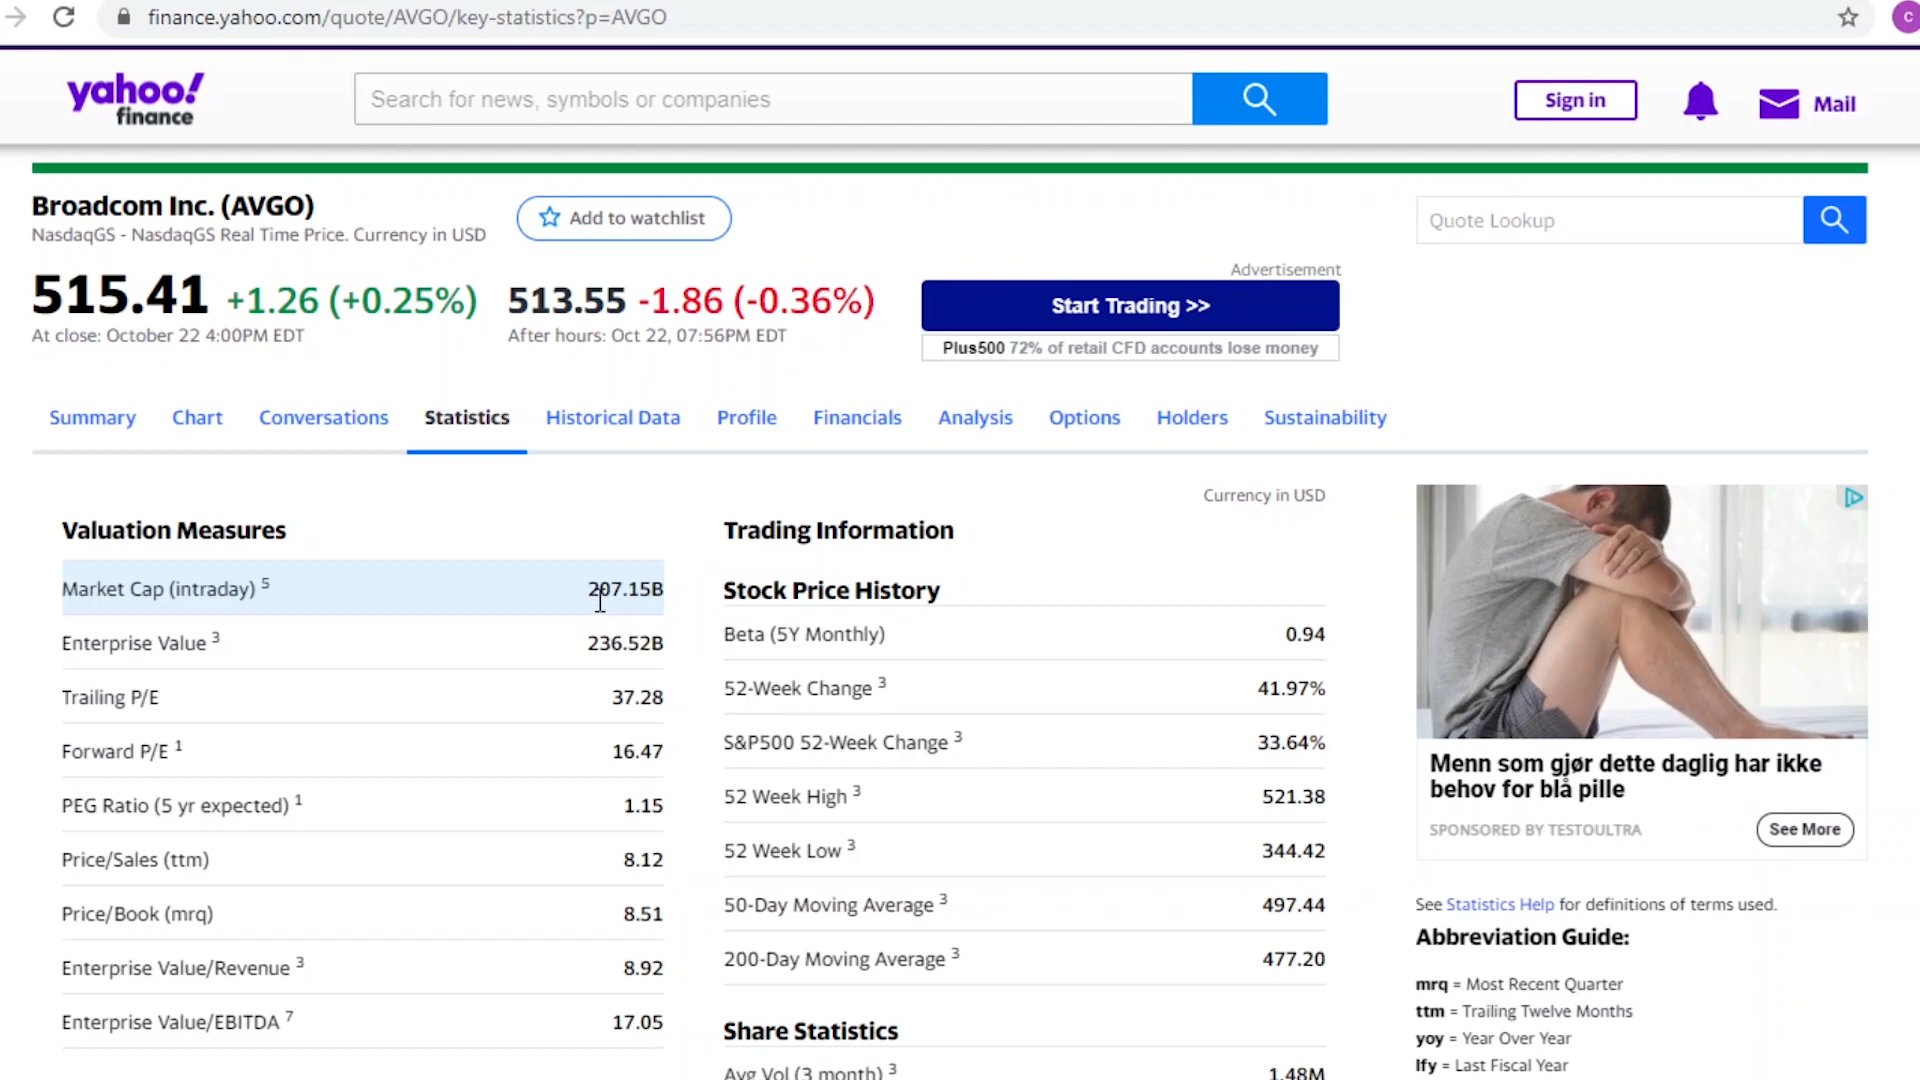 finance.yahoo.com/quote/AVGO/key-statistics?p=AVGO
C
yahoo!
finance
Search for news, symbols or companies
Sign in
Mail
Broadcom Inc. (AVGO)
NasdaqGS - NasdaqGS Real Time Price. Currency in USD
Add to watchlist
Quote Lookup
515.41 +1.26 (+0.25%)
At close: October 22 4:00PM EDT
513.55 -1.86 (-0.36%)
After hours: Oct 22, 07:56PM EDT
Advertisement
Start Trading >>
Plus500 72% of retail CFD accounts lose money
Summary Chart Conversations Statistics Historical Data Profile Financials Analysis Options Holders Sustainability
Currency in USD
Valuation Measures
Market Cap (intraday) 5 207.15B
Enterprise Value 3 236.52B
Trailing P/E 37.28
Forward P/E 1 16.47
PEG Ratio (5 yr expected) 1 1.15
Price/Sales (ttm) 8.12
Price/Book (mrq) 8.51
Enterprise Value/Revenue 3 8.92
Enterprise Value/EBITDA 7 17.05
Trading Information
Stock Price History
Beta (5Y Monthly) 0.94
52-Week Change 3 41.97%
S&P500 52-Week Change 3 33.64%
52 Week High 3 521.38
52 Week Low 3 344.42
50-Day Moving Average 3 497.44
200-Day Moving Average 3 477.20
Share Statistics
Avg Vol (3 month) 3 1.48M
Menn som gjør dette daglig har ikke
behov for blå pille
SPONSORED BY TESTOULTRA
See More
See Statistics Help for definitions of terms used.
Abbreviation Guide:
mrq = Most Recent Quarter
ttm = Trailing Twelve Months
yoy = Year Over Year
lfy = Last Fiscal Year